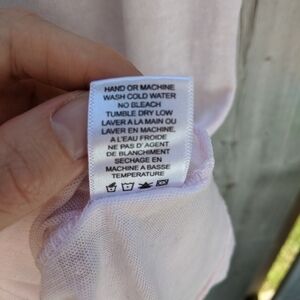 HAND OR MACHINE
WASH COLD WATER
NO BLEACH
TUMBLE DRY LOW
LAVER A LA MAIN OU
LAVER EN MACHINE,
A L'EAU FROIDE
NE PAS D'AGENT
DE BLANCHIMENT
SECHAGE EN
MACHINE A BASSE
TEMPERATURE